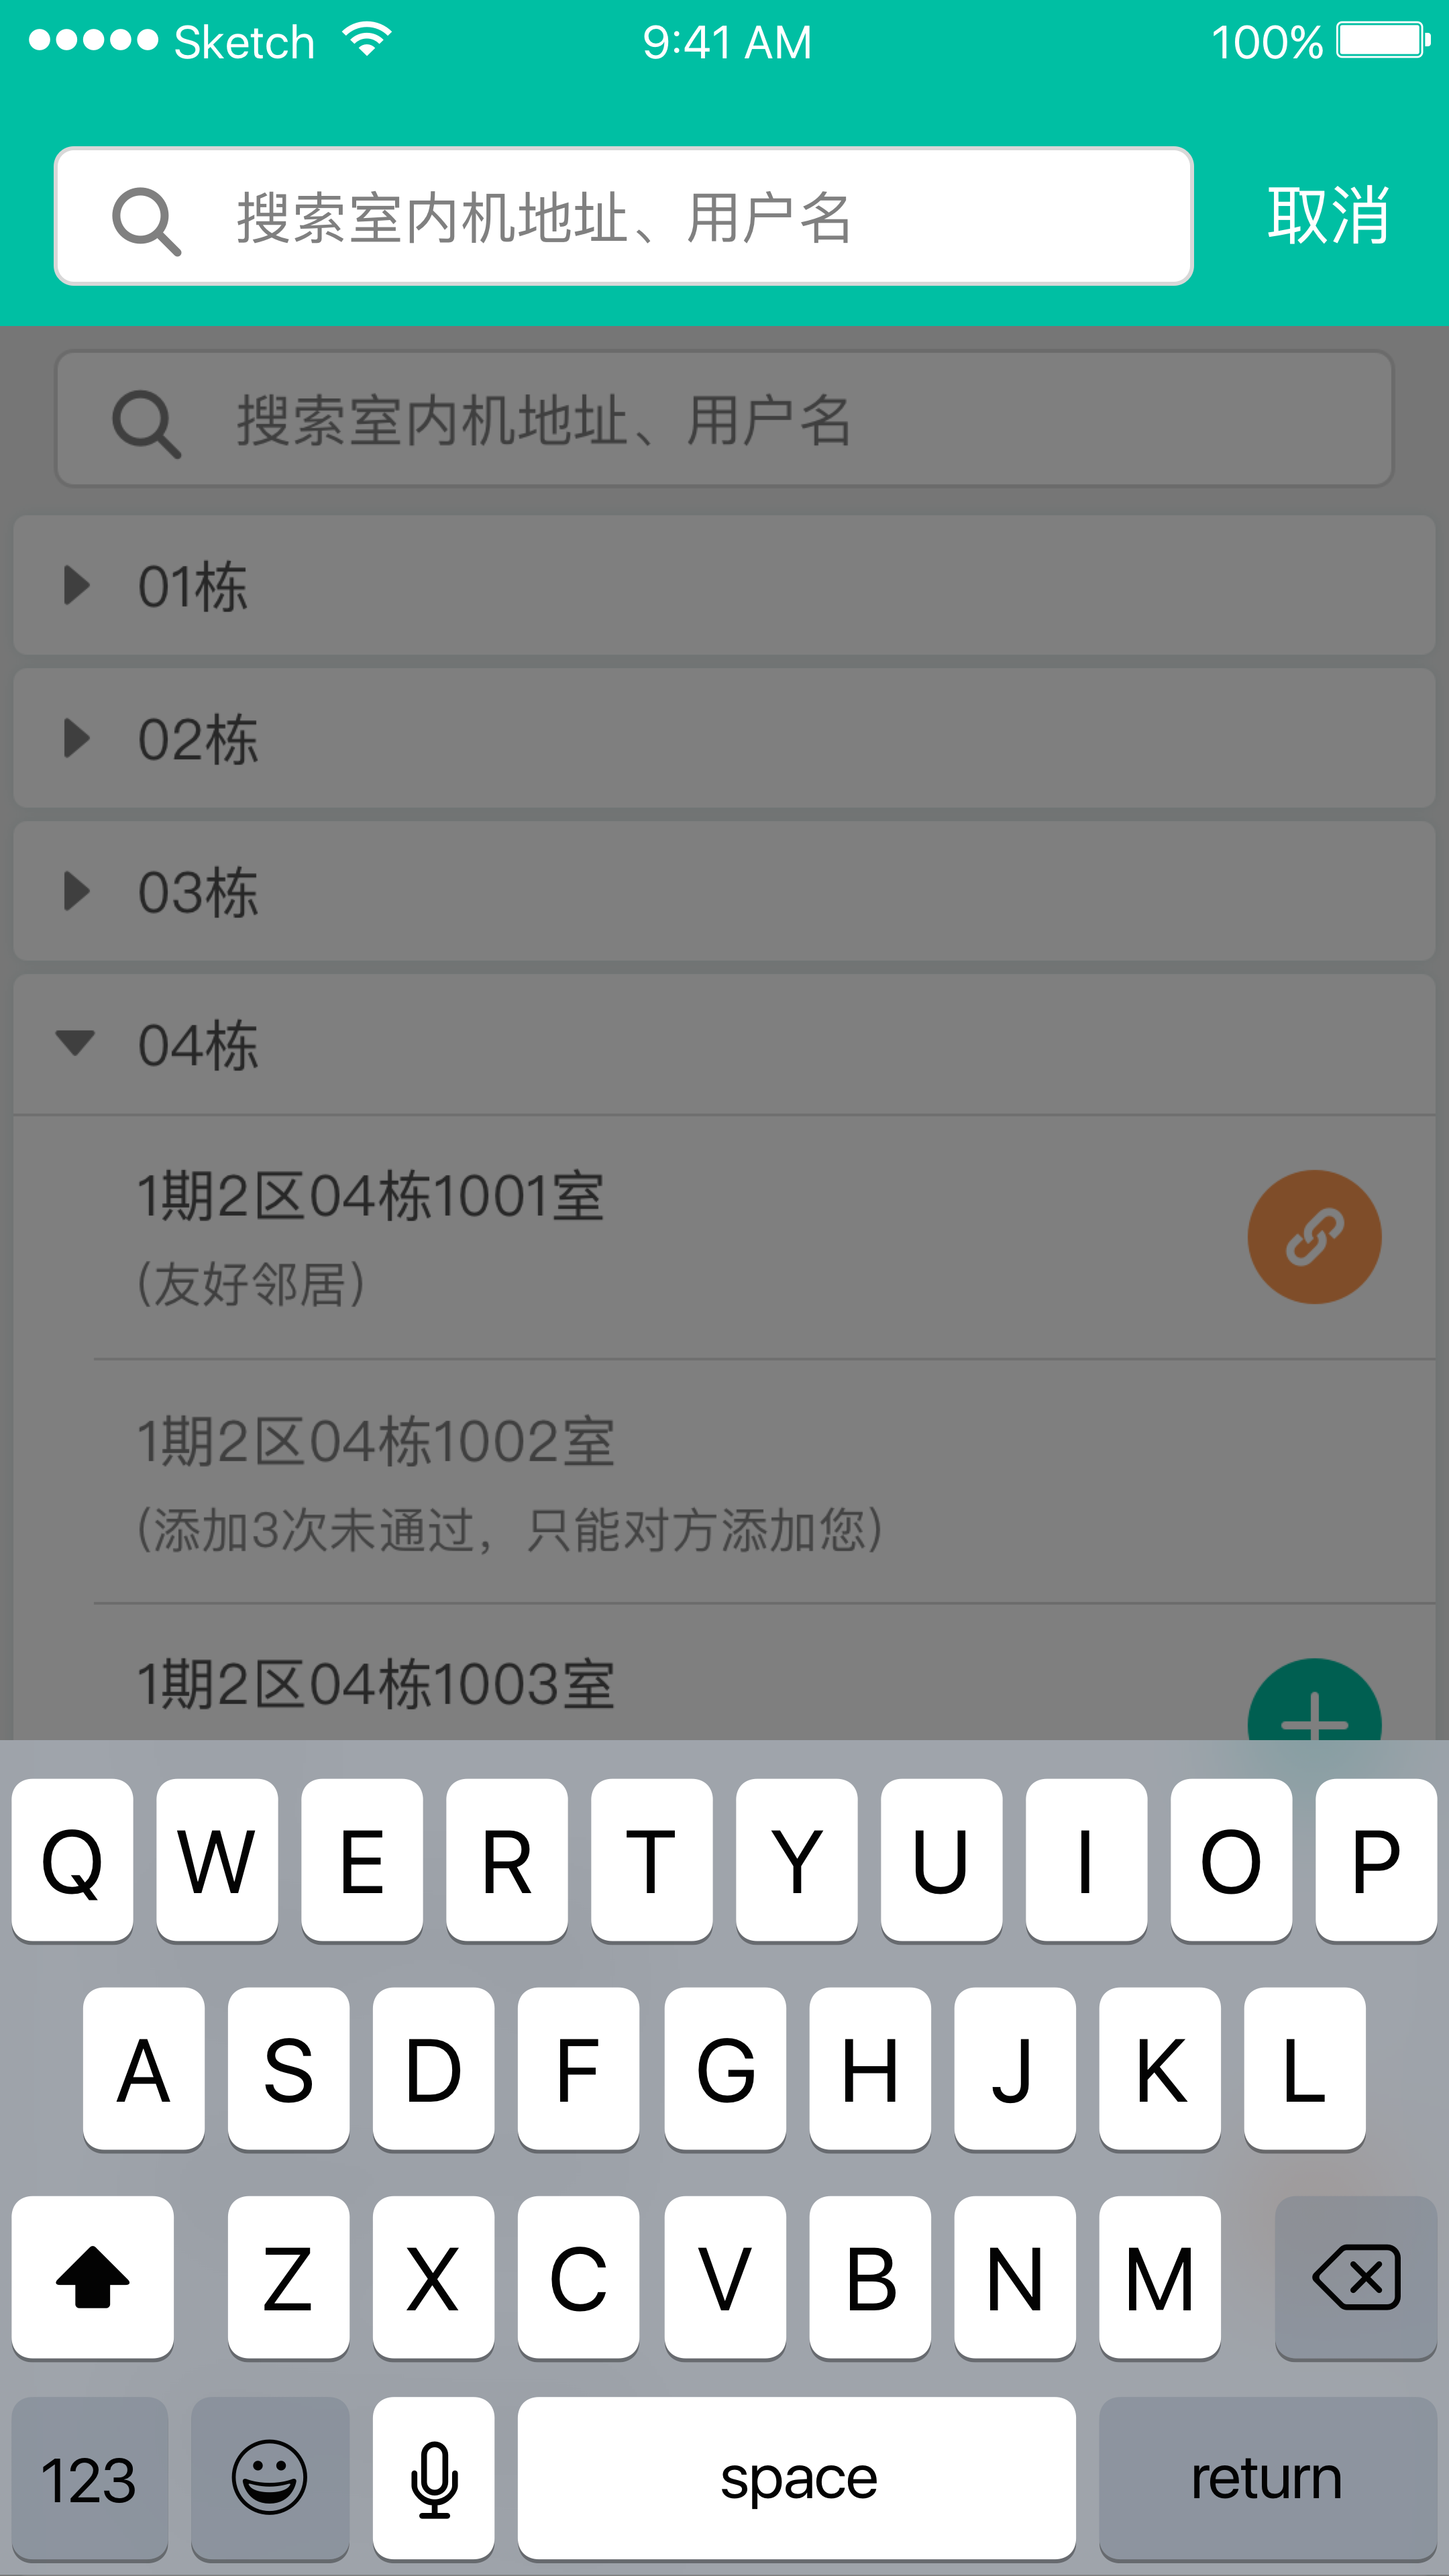 Sketch 9:41 AM 100%
搜索室内机地址、用户名 取消
搜索室内机地址、用户名
01栋
02栋
03栋
04栋
1期2区04栋1001室
(友好邻居)
1期2区04栋1002室
(添加3次未通过，只能对方添加您)
1期2区04栋1003室
Q W E R T Y U I O P
A S D F G H J K L
Z X C V B N M
123 space return